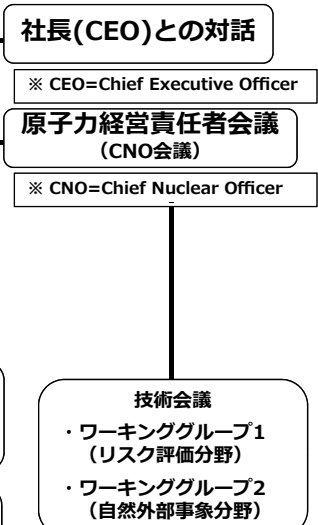 社長(CEO)との対話
※ CEO=Chief Executive Officer
原子力経営責任者会議
（CNO会議）
※ CNO=Chief Nuclear Officer
技術会議
・ワーキンググループ1
（リスク評価分野）
・ワーキンググループ2
（自然外部事象分野）